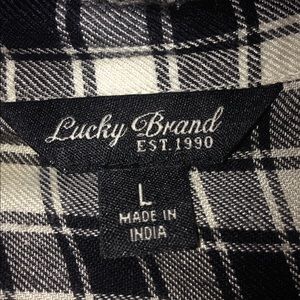 Lucky Brand
EST. 1990
L
MADE IN
INDIA